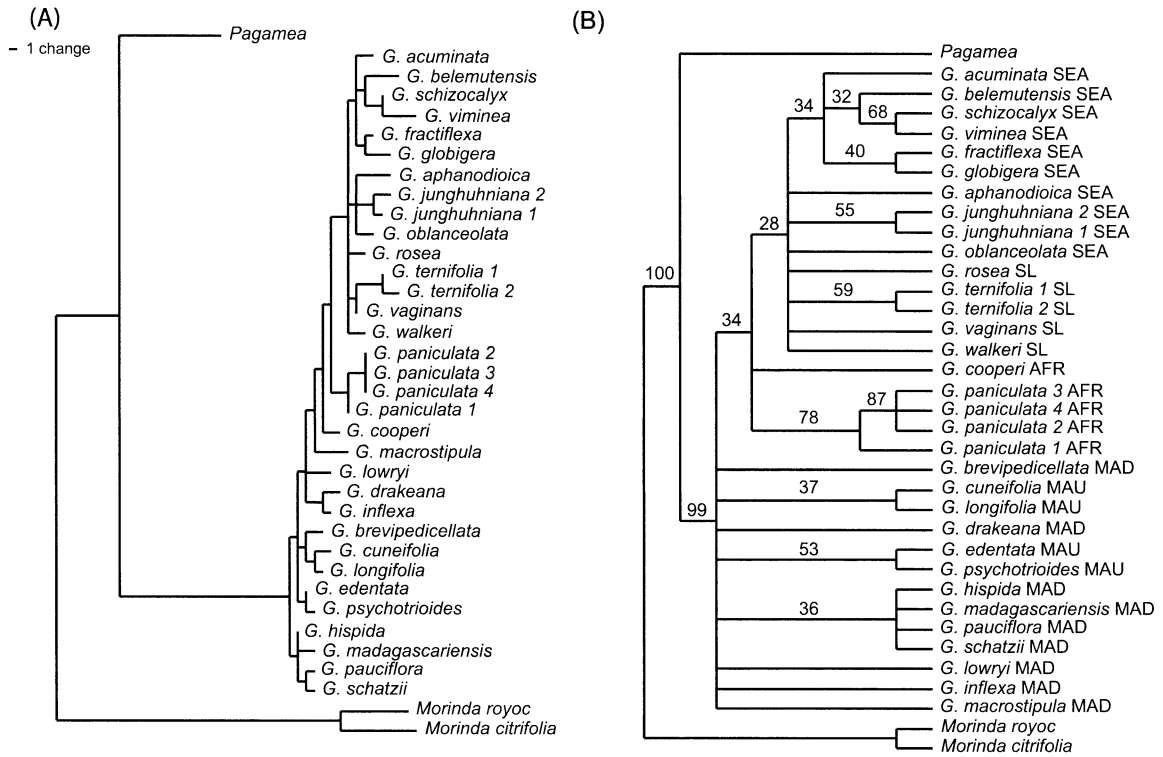 (A)
1 change
Pagamea
G. acuminata
G. belemutensis
G. schizocalyx
G. viminea
G. fractiflexa
G. globigera
G. aphanodioica
G. junghuhniana 2
G. junghuhniana 1
G. oblanceolata
G. rosea
G. ternifolia 1
G. ternifolia 2
G. vaginans
G. walkeri
G. paniculata 2
G. paniculata 3
G. paniculata 4
G. paniculata 1
G. cooperi
G. macrostipula
G. lowryi
G. drakeana
G. inflexa
G. brevipedicellata
G. cuneifolia
G. longifolia
G. edentata
G. psychotrioides
G. hispida
G. madagascariensis
G. pauciflora
G. schatzii
Morinda royoc
Morinda citrifolia
(B)
Pagamea
G. acuminata SEA
G. belemutensis SEA
G. schizocalyx SEA
G. viminea SEA
G. fractiflexa SEA
G. globigera SEA
G. aphanodioica SEA
G. junghuhniana 2 SEA
G. junghuhniana 1 SEA
G. oblanceolata SEA
G. rosea SL
G. ternifolia 1 SL
G. ternifolia 2 SL
G. vaginans SL
G. walkeri SL
G. cooperi AFR
G. paniculata 3 AFR
G. paniculata 4 AFR
G. paniculata 2 AFR
G. paniculata 1 AFR
G. brevipedicellata MAD
G. cuneifolia MAU
G. longifolia MAU
G. drakeana MAD
G. edentata MAU
G. psychotrioides MAU
G. hispida MAD
G. madagascariensis MAD
G. pauciflora MAD
G. schatzii MAD
G. lowryi MAD
G. inflexa MAD
G. macrostipula MAD
Morinda royoc
Morinda citrifolia
34
32
68
40
55
28
59
100
34
87
78
37
99
53
36